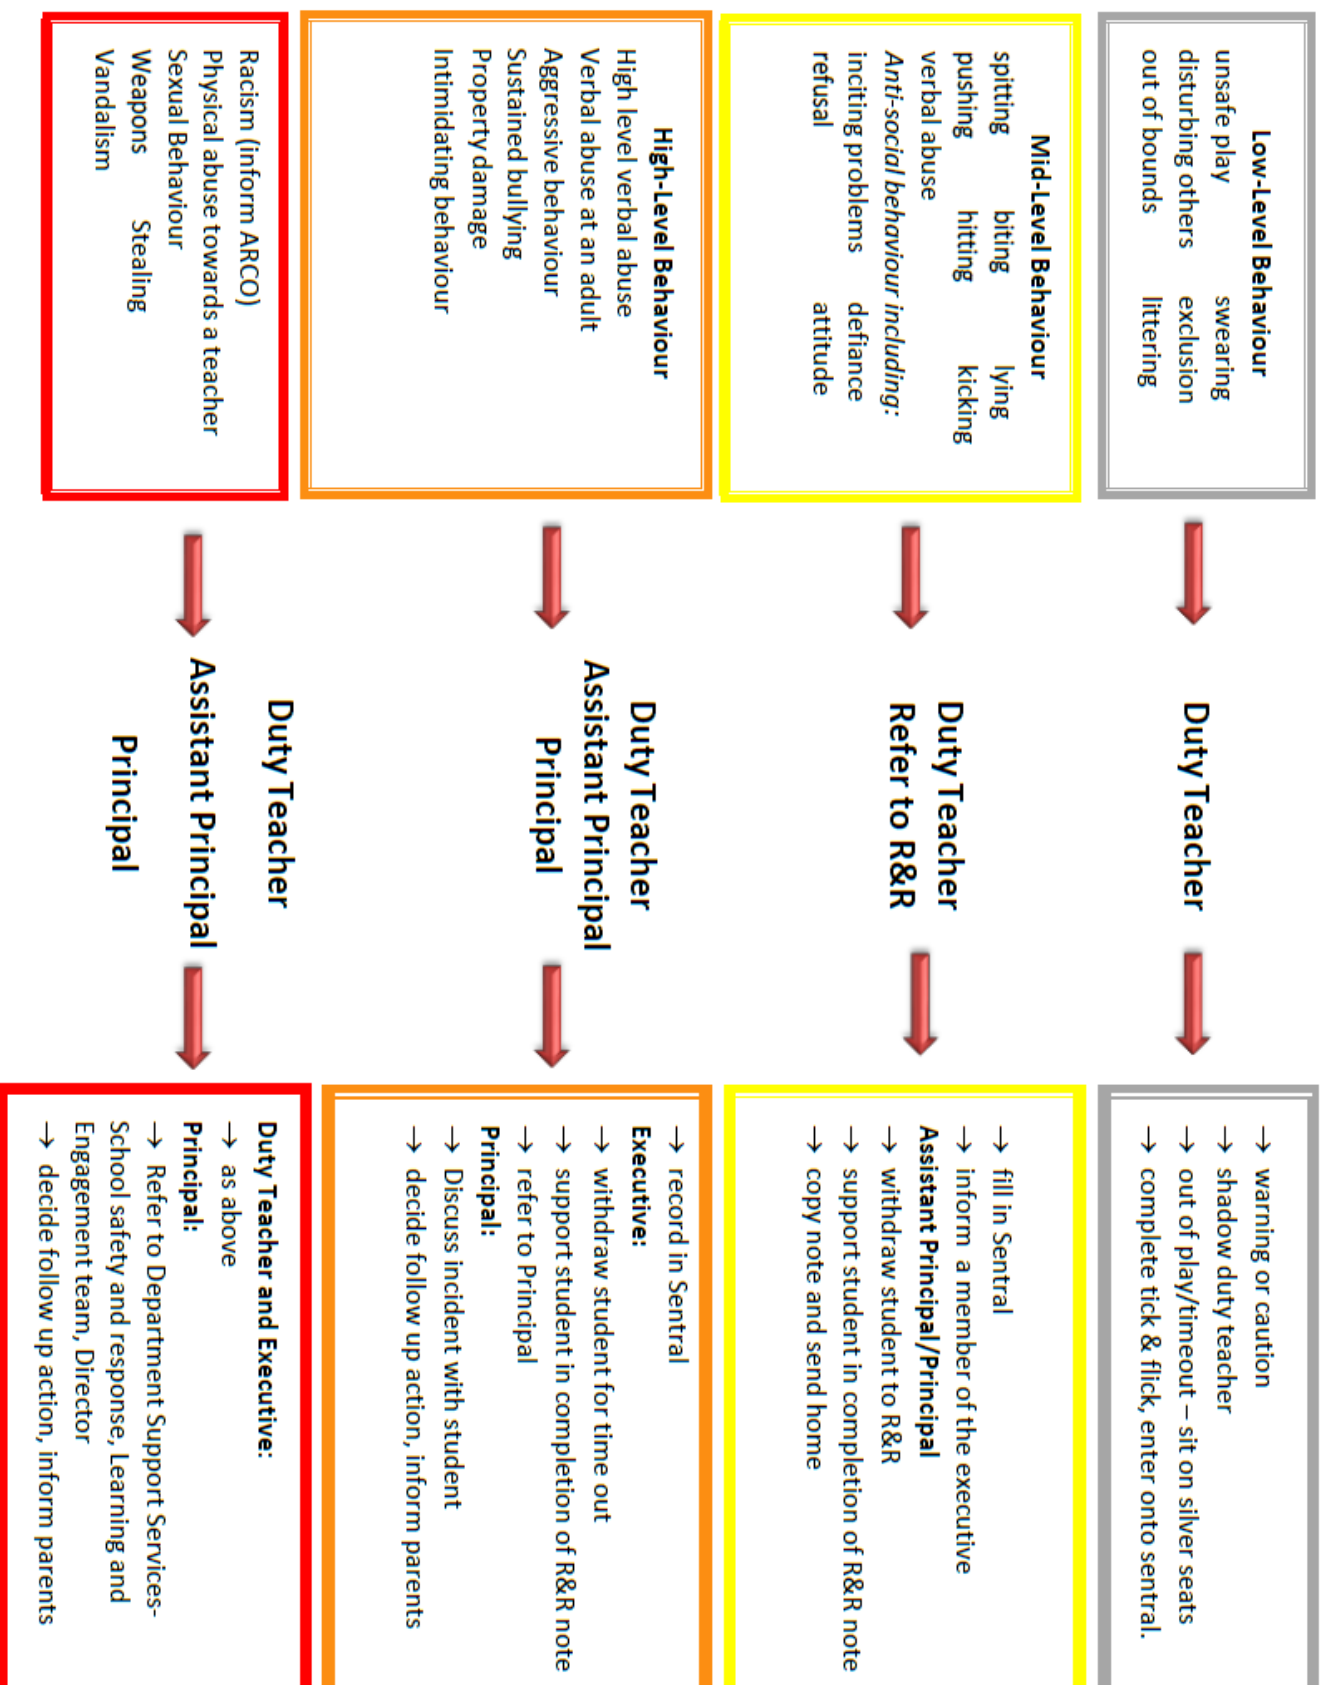 Low-Level Behaviour
unsafe play swearing
disturbing others exclusion
out of bounds littering
Duty Teacher
→ warning or caution
→ shadow duty teacher
→ out of play/timeout – sit on silver seats
→ complete tick & flick, enter onto sentral.
Mid-Level Behaviour
spitting biting lying
pushing hitting kicking
verbal abuse
Anti-social behaviour including:
inciting problems defiance
refusal attitude
Duty Teacher
Refer to R&R
→ fill in Sentral
→ inform a member of the executive
Assistant Principal/Principal
→ withdraw student to R&R
→ support student in completion of R&R note
→ copy note and send home
High-Level Behaviour
High level verbal abuse
Verbal abuse at an adult
Aggressive behaviour
Sustained bullying
Property damage
Intimidating behaviour
Duty Teacher
Assistant Principal
Principal
→ record in Sentral
Executive:
→ withdraw student for time out
→ support student in completion of R&R note
→ refer to Principal
Principal:
→ Discuss incident with student
→ decide follow up action, inform parents
Racism (inform ARCO)
Physical abuse towards a teacher
Sexual Behaviour
Weapons Stealing
Vandalism
Duty Teacher
Assistant Principal
Principal
Duty Teacher and Executive:
→ as above
Principal:
→ Refer to Department Support Services-
School safety and response, Learning and
Engagement team, Director
→ decide follow up action, inform parents